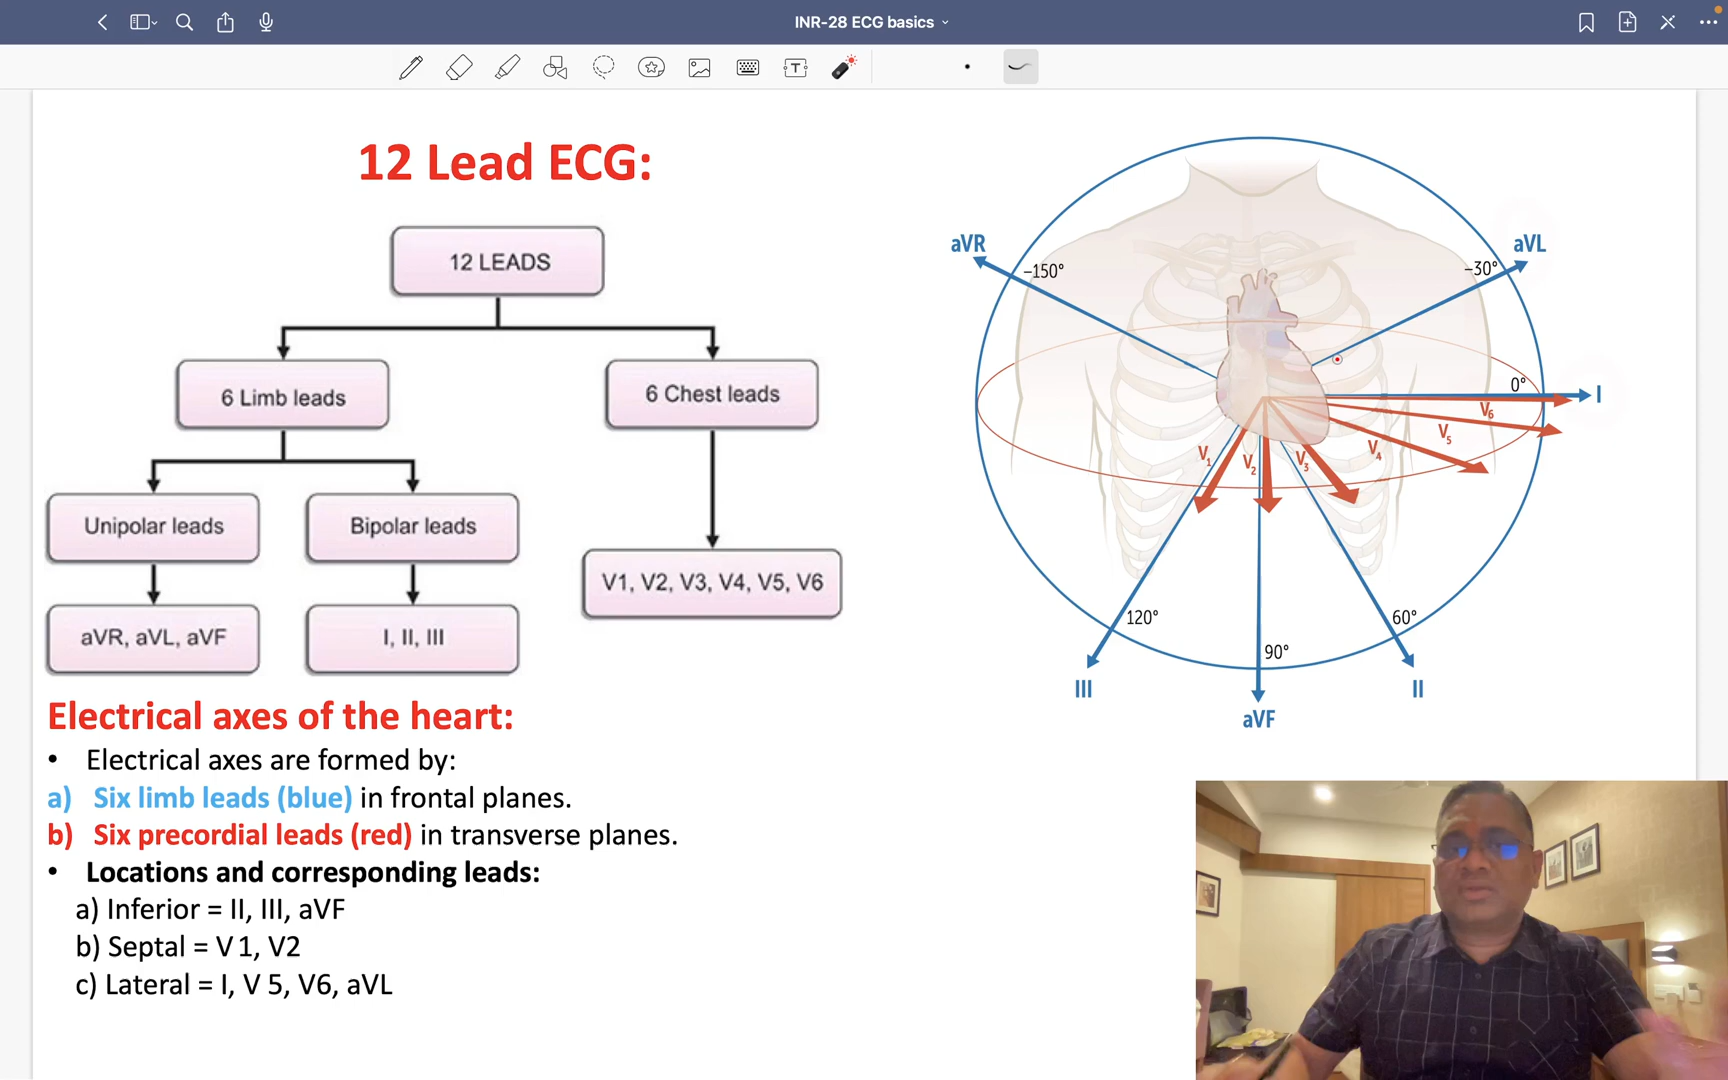 INR-28 ECG basics
12 Lead ECG:
12 LEADS
6 Limb leads
6 Chest leads
Unipolar leads
Bipolar leads
V1, V2, V3, V4, V5, V6
aVR, aVL, aVF
I, II, III
Electrical axes of the heart:
• Electrical axes are formed by:
a) Six limb leads (blue) in frontal planes.
b) Six precordial leads (red) in transverse planes.
• Locations and corresponding leads:
a) Inferior = II, III, aVF
b) Septal = V 1, V2
c) Lateral = I, V 5, V6, aVL
aVR
aVL
-150°
-30°
0°
I
V6
V5
V4
V3
V2
V1
120°
60°
90°
III
II
aVF
T